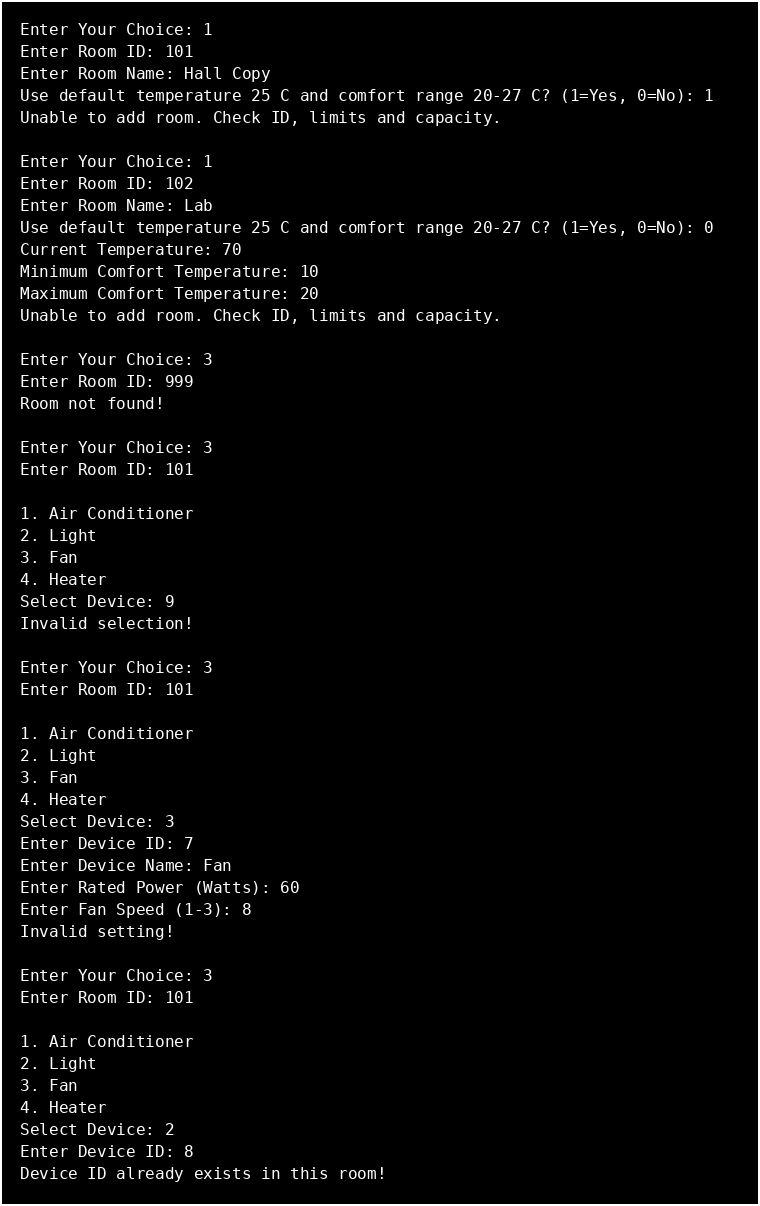 Enter Your Choice: 1
Enter Room ID: 101
Enter Room Name: Hall Copy
Use default temperature 25 C and comfort range 20-27 C? (1=Yes, 0=No): 1
Unable to add room. Check ID, limits and capacity.

Enter Your Choice: 1
Enter Room ID: 102
Enter Room Name: Lab
Use default temperature 25 C and comfort range 20-27 C? (1=Yes, 0=No): 0
Current Temperature: 70
Minimum Comfort Temperature: 10
Maximum Comfort Temperature: 20
Unable to add room. Check ID, limits and capacity.

Enter Your Choice: 3
Enter Room ID: 999
Room not found!

Enter Your Choice: 3
Enter Room ID: 101

1. Air Conditioner
2. Light
3. Fan
4. Heater
Select Device: 9
Invalid selection!

Enter Your Choice: 3
Enter Room ID: 101

1. Air Conditioner
2. Light
3. Fan
4. Heater
Select Device: 3
Enter Device ID: 7
Enter Device Name: Fan
Enter Rated Power (Watts): 60
Enter Fan Speed (1-3): 8
Invalid setting!

Enter Your Choice: 3
Enter Room ID: 101

1. Air Conditioner
2. Light
3. Fan
4. Heater
Select Device: 2
Enter Device ID: 8
Device ID already exists in this room!